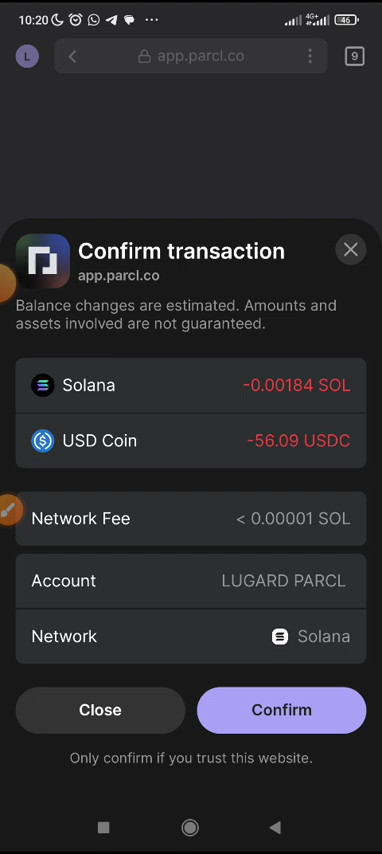 10:20
4G+
46
L
app.parcl.co
9
Confirm transaction
app.parcl.co
Balance changes are estimated. Amounts and
assets involved are not guaranteed.
Solana -0.00184 SOL
USD Coin -56.09 USDC
Network Fee < 0.00001 SOL
Account LUGARD PARCL
Network Solana
Close Confirm
Only confirm if you trust this website.